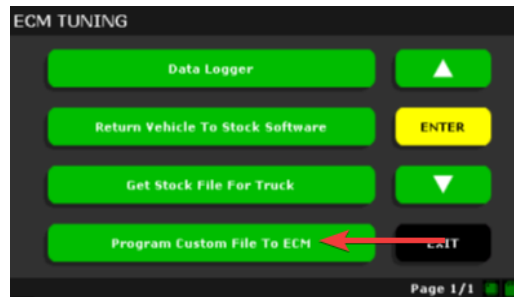 ECM TUNING
Data Logger
Return Vehicle To Stock Software
ENTER
Get Stock File For Truck
Program Custom File To ECM
EXIT
Page 1/1